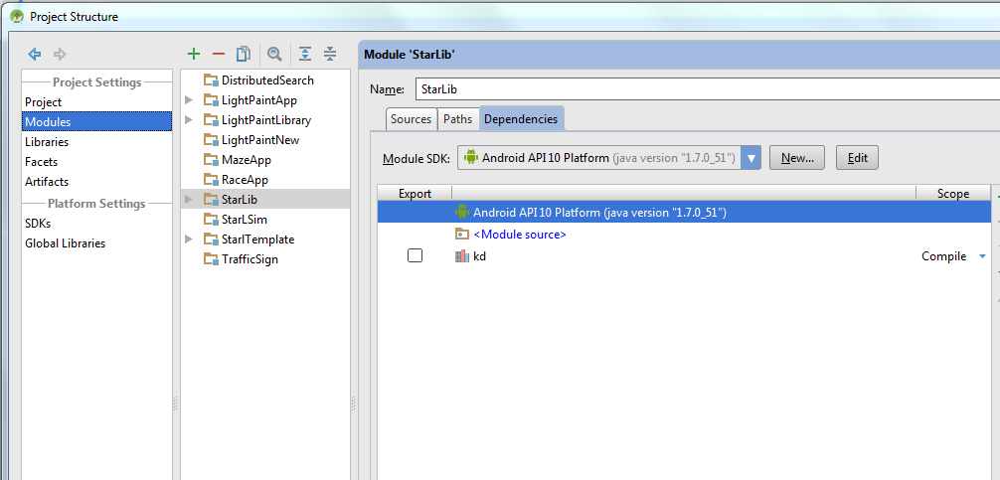 Project Structure
Project Settings
Project
Modules
Libraries
Facets
Artifacts
Platform Settings
SDKs
Global Libraries
DistributedSearch
LightPaintApp
LightPaintLibrary
LightPaintNew
MazeApp
RaceApp
StarLib
StarLSim
StarlTemplate
TrafficSign
Module 'StarLib'
Name: StarLib
Sources Paths Dependencies
Module SDK: Android API 10 Platform (java version "1.7.0_51") New... Edit
Export Scope
Android API 10 Platform (java version "1.7.0_51")
<Module source>
kd Compile